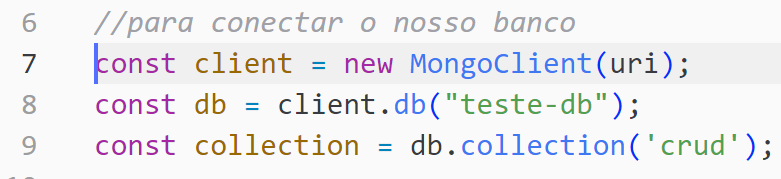 6 //para conectar o nosso banco
7 const client = new MongoClient(uri);
8 const db = client.db("teste-db");
9 const collection = db.collection('crud');